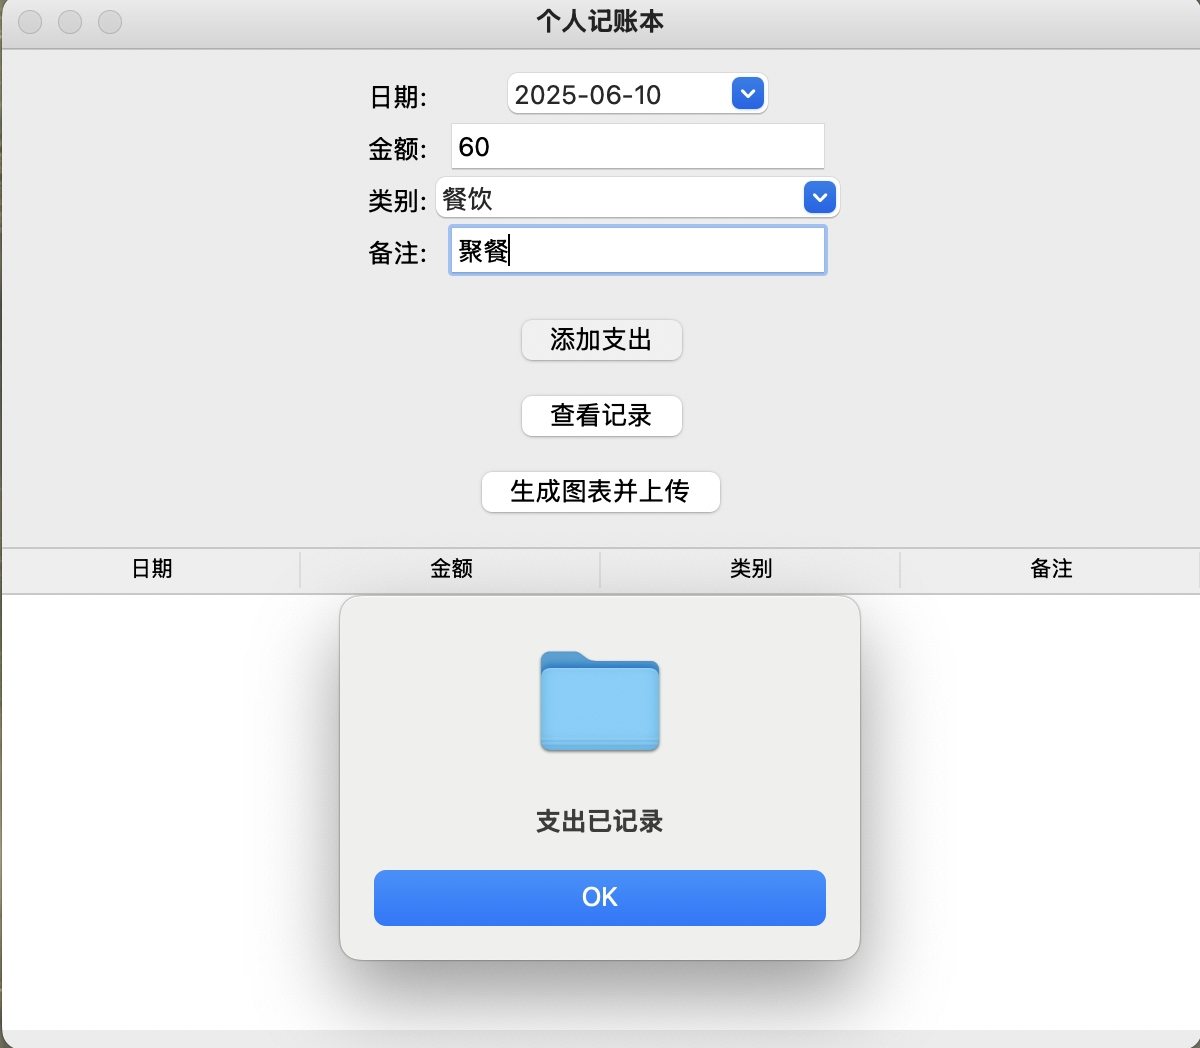 个人记账本
日期: 2025-06-10
金额: 60
类别: 餐饮
备注: 聚餐
添加支出
查看记录
生成图表并上传
日期 金额 类别 备注
支出已记录
OK